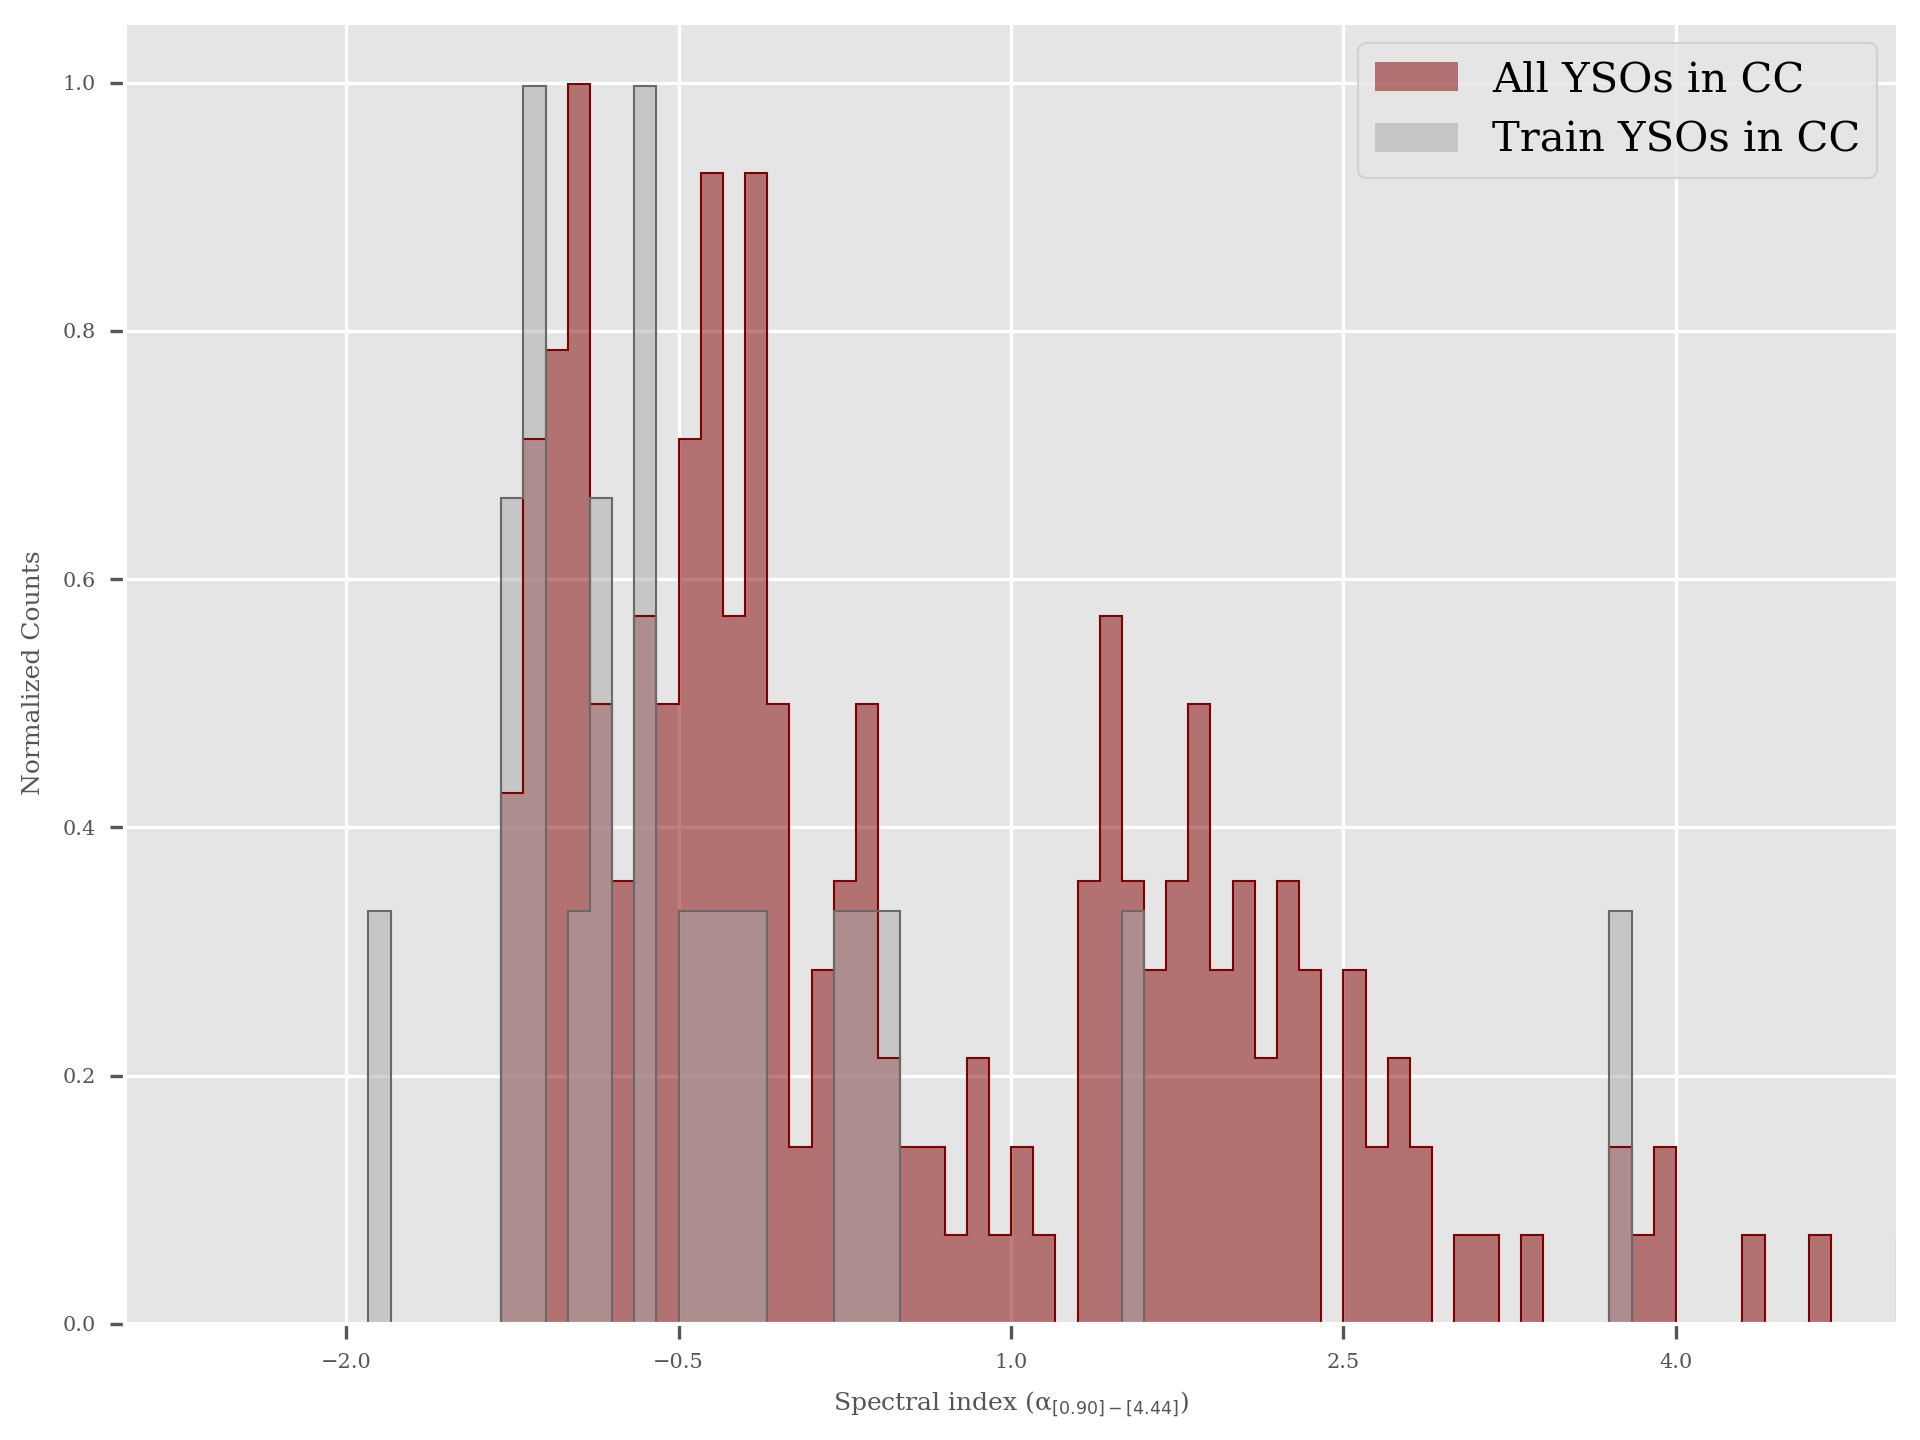 All YSOs in CC
Train YSOs in CC
Normalized Counts
1.0
0.8
0.6
0.4
0.2
0.0
−2.0 −0.5 1.0 2.5 4.0
Spectral index (α[0.90]−[4.44])